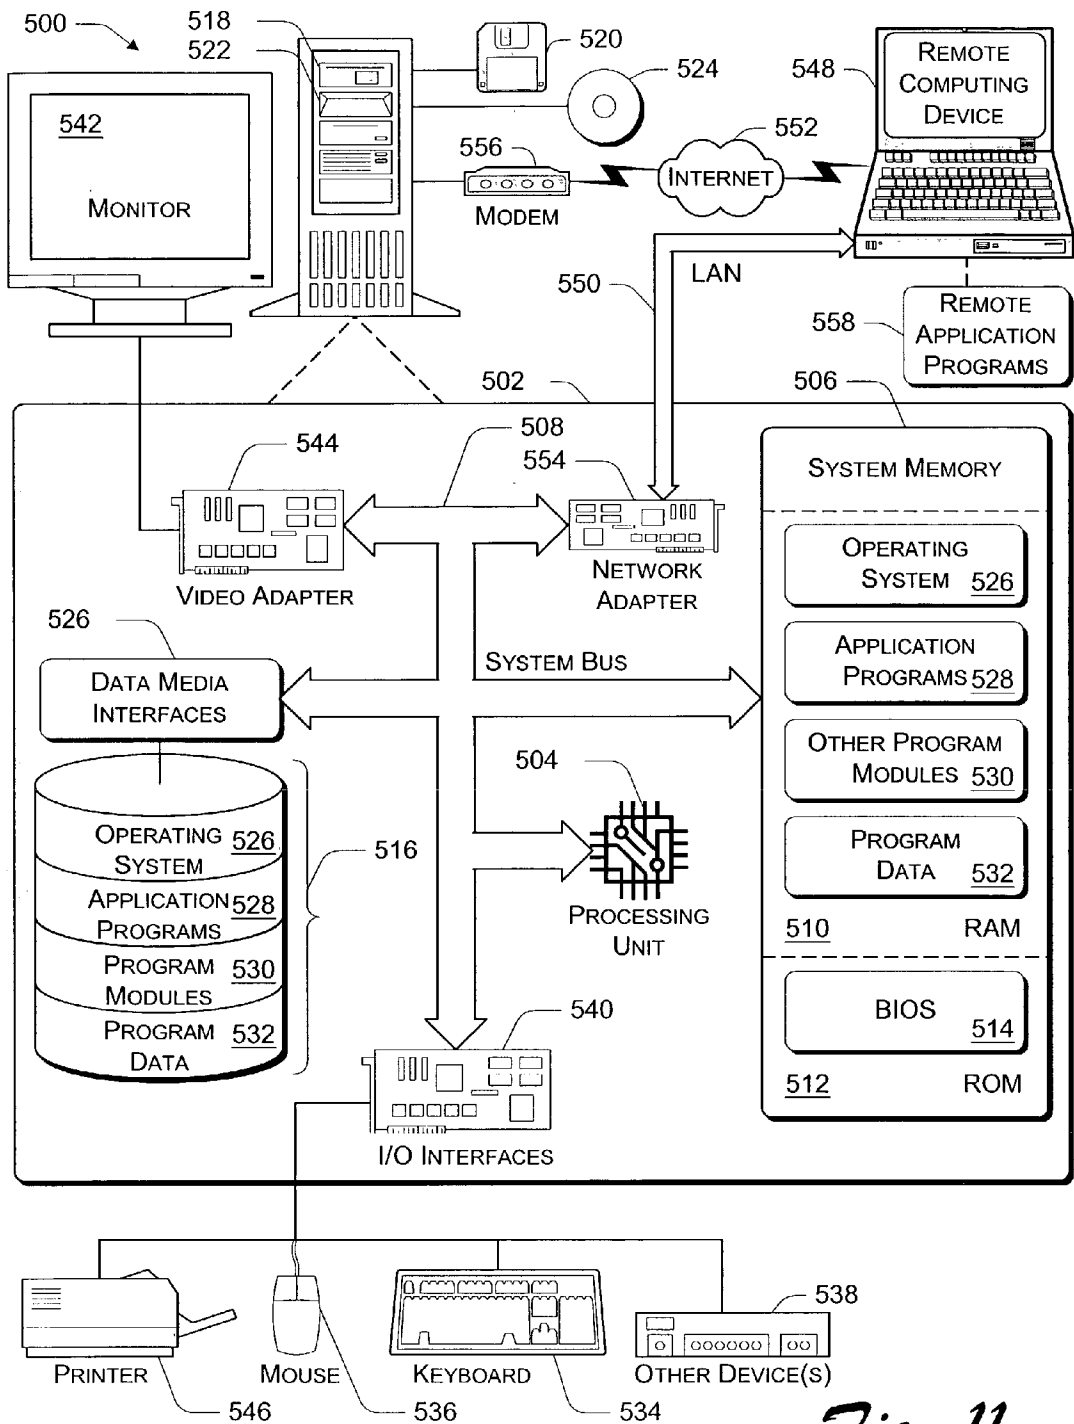 500
518
522
520
524
548
REMOTE
COMPUTING
DEVICE
542
MONITOR
556
MODEM
552
INTERNET
550
LAN
558
REMOTE
APPLICATION
PROGRAMS
502
506
544
VIDEO ADAPTER
508
554
NETWORK
ADAPTER
SYSTEM MEMORY
OPERATING
SYSTEM 526
APPLICATION
PROGRAMS 528
OTHER PROGRAM
MODULES 530
PROGRAM
DATA 532
510 RAM
BIOS 514
512 ROM
526
DATA MEDIA
INTERFACES
SYSTEM BUS
504
PROCESSING
UNIT
OPERATING
SYSTEM 526
APPLICATION
PROGRAMS 528
PROGRAM
MODULES 530
PROGRAM
DATA 532
516
540
I/O INTERFACES
PRINTER
546
MOUSE
536
KEYBOARD
534
538
OTHER DEVICE(S)